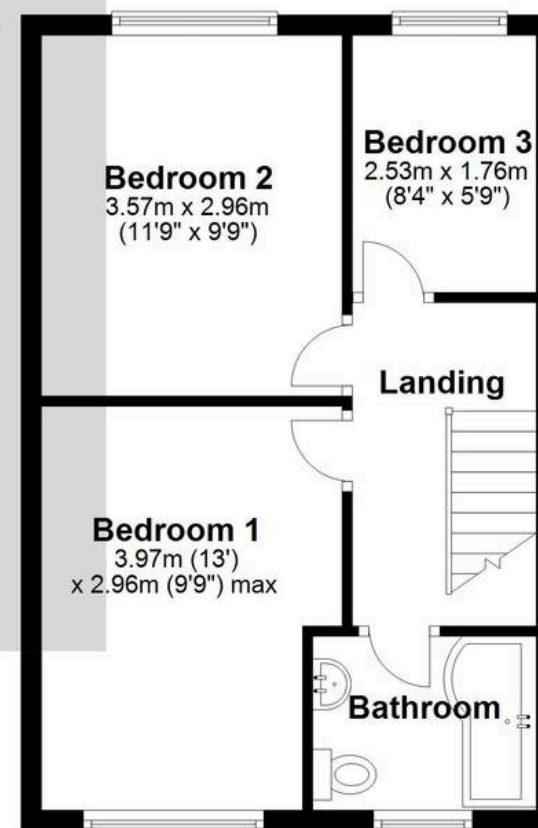 Bedroom 3
2.53m x 1.76m
(8'4" x 5'9")
Bedroom 2
3.57m x 2.96m
(11'9" x 9'9")
Landing
Bedroom 1
3.97m (13')
x 2.96m (9'9") max
Bathroom